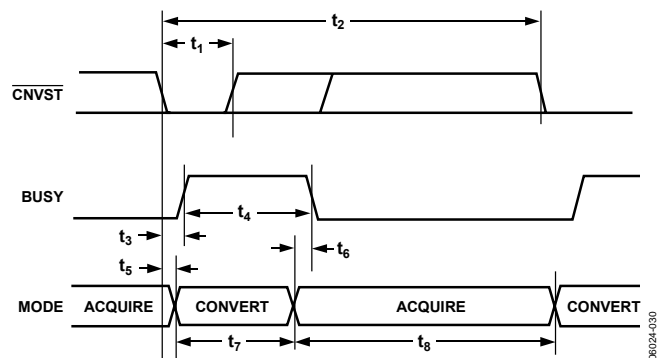 t2
t1
CNVST
BUSY
t4
t3
t6
t5
MODE ACQUIRE CONVERT ACQUIRE CONVERT
t7 t8
06024-030